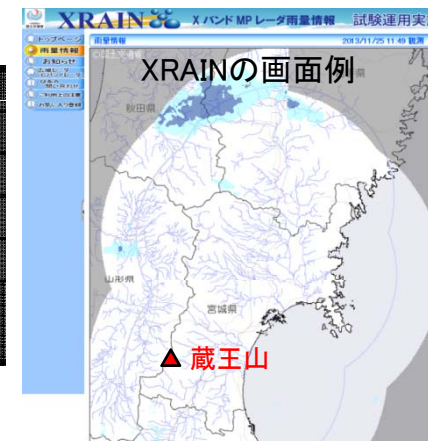 XRAIN XバンドMPレーダ雨量情報 試験運用実
トップページ
雨量情報
お知らせ
雨量情報
2013/11/25 11:49 観測
XRAINの画面例
秋田県
山形県
宮城県
蔵王山